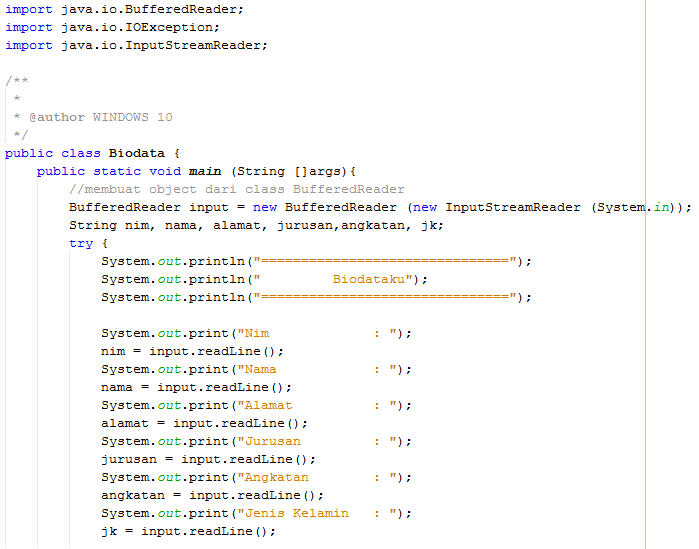 import java.io.BufferedReader;
import java.io.IOException;
import java.io.InputStreamReader;
/**
*
* @author WINDOWS 10
*/
public class Biodata {
public static void main (String []args){
//membuat object dari class BufferedReader
BufferedReader input = new BufferedReader (new InputStreamReader (System.in));
String nim, nama, alamat, jurusan,angkatan, jk;
try {
System.out.println("===============================");
System.out.println("         Biodataku");
System.out.println("===============================");
System.out.print("Nim             : ");
nim = input.readLine();
System.out.print("Nama            : ");
nama = input.readLine();
System.out.print("Alamat          : ");
alamat = input.readLine();
System.out.print("Jurusan         : ");
jurusan = input.readLine();
System.out.print("Angkatan        : ");
angkatan = input.readLine();
System.out.print("Jenis Kelamin   : ");
jk = input.readLine();